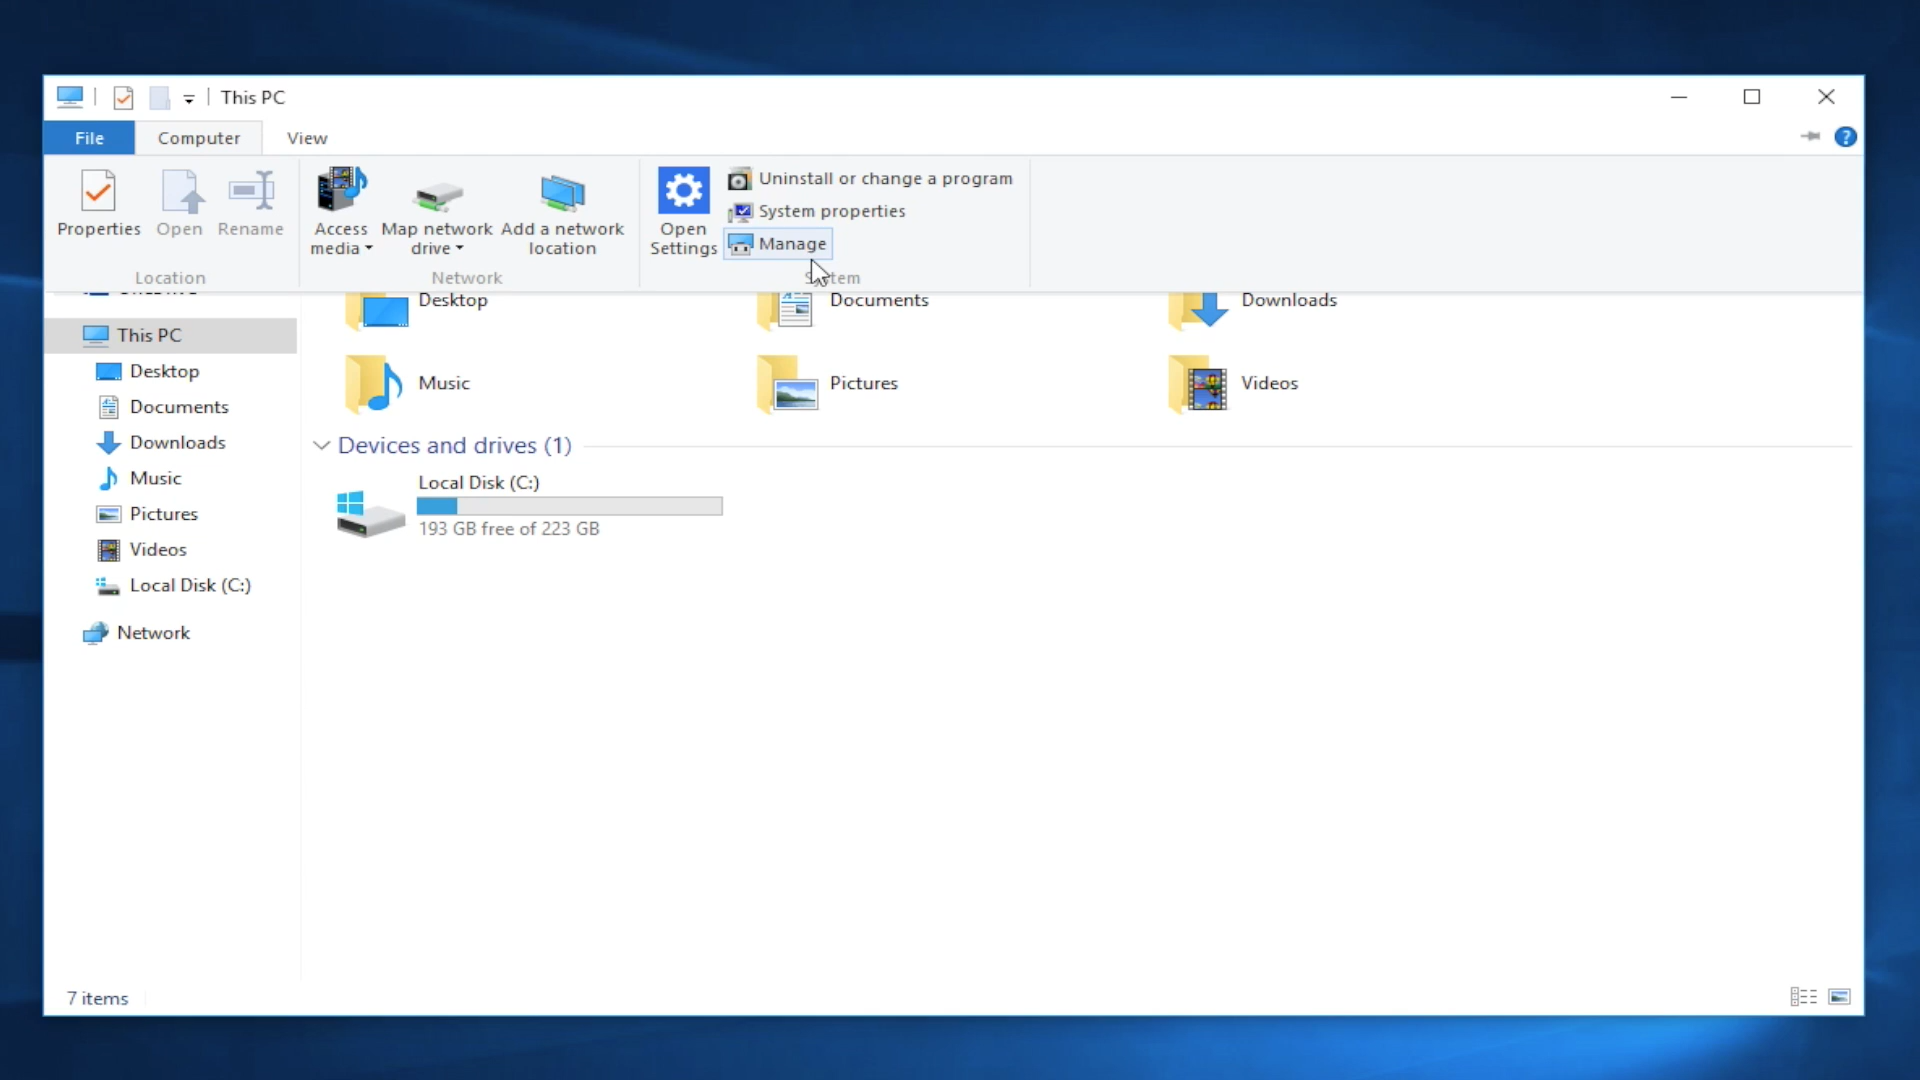 This PC
File Computer View
Uninstall or change a program
System properties
Manage
Properties Open Rename
Access media
Map network drive
Add a network location
Open Settings
Location Network
Desktop
Documents
Downloads
This PC
Desktop
Documents
Downloads
Music
Pictures
Videos
Local Disk (C:)
Network
Music
Pictures
Videos
Devices and drives (1)
Local Disk (C:)
193 GB free of 223 GB
7 items